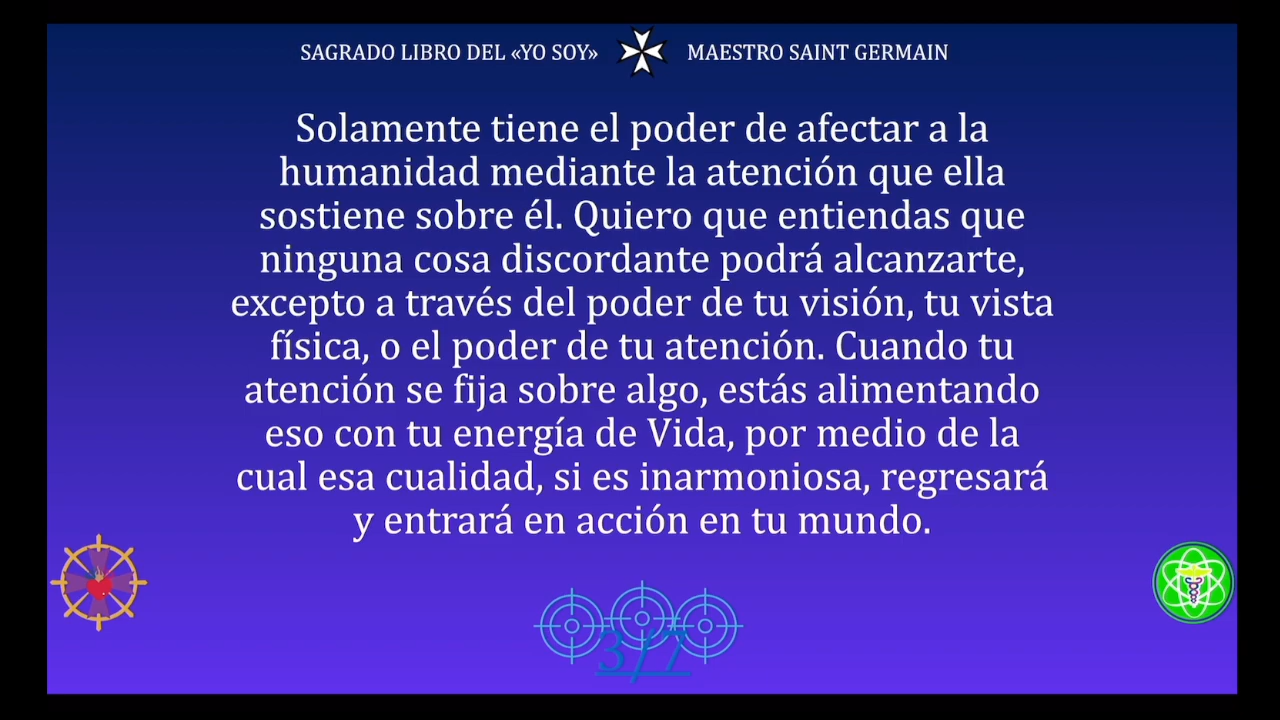 SAGRADO LIBRO DEL «YO SOY» MAESTRO SAINT GERMAIN
Solamente tiene el poder de afectar a la
humanidad mediante la atención que ella
sostiene sobre él. Quiero que entiendas que
ninguna cosa discordante podrá alcanzarte,
excepto a través del poder de tu visión, tu vista
física, o el poder de tu atención. Cuando tu
atención se fija sobre algo, estás alimentando
eso con tu energía de Vida, por medio de la
cual esa cualidad, si es inarmoniosa, regresará
y entrará en acción en tu mundo.
3/7